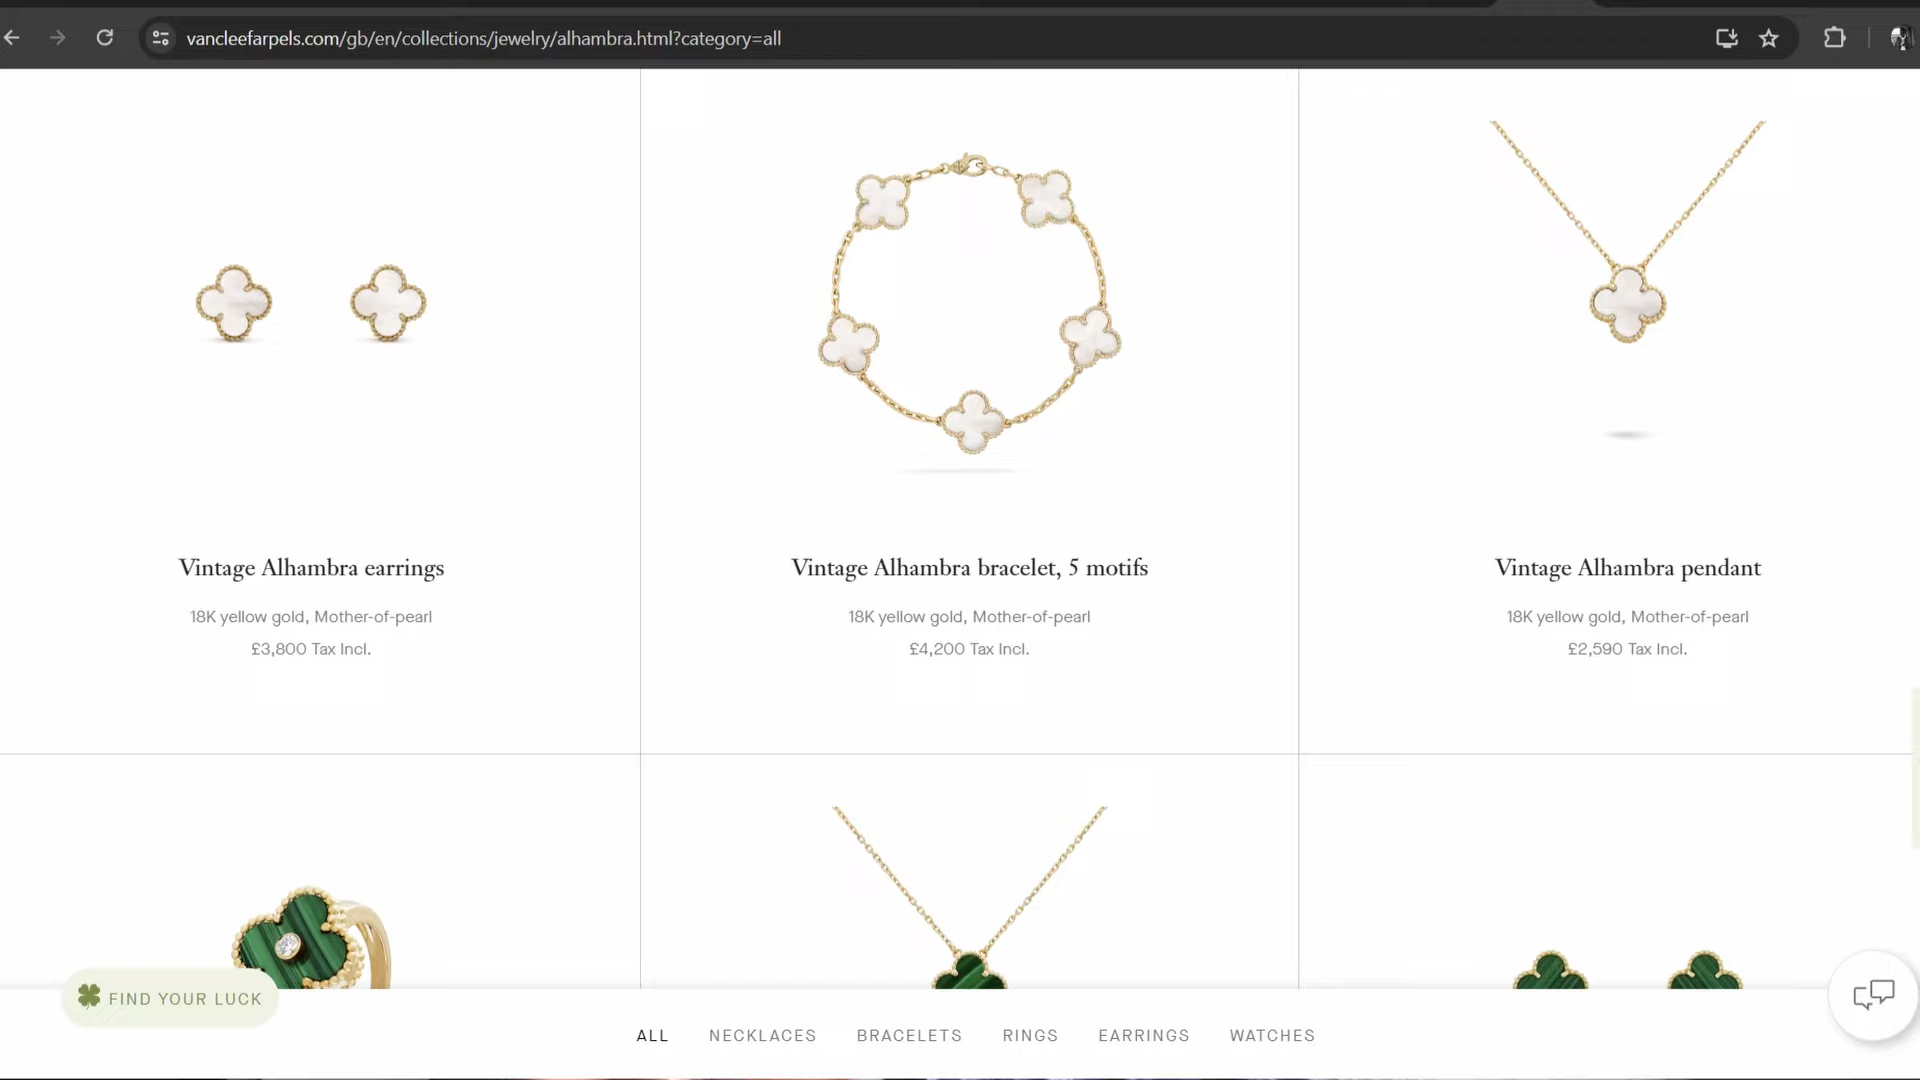 vancleefarpels.com/gb/en/collections/jewelry/alhambra.html?category=all
Vintage Alhambra earrings
18K yellow gold, Mother-of-pearl
£3,800 Tax Incl.
Vintage Alhambra bracelet, 5 motifs
18K yellow gold, Mother-of-pearl
£4,200 Tax Incl.
Vintage Alhambra pendant
18K yellow gold, Mother-of-pearl
£2,590 Tax Incl.
FIND YOUR LUCK
ALL NECKLACES BRACELETS RINGS EARRINGS WATCHES